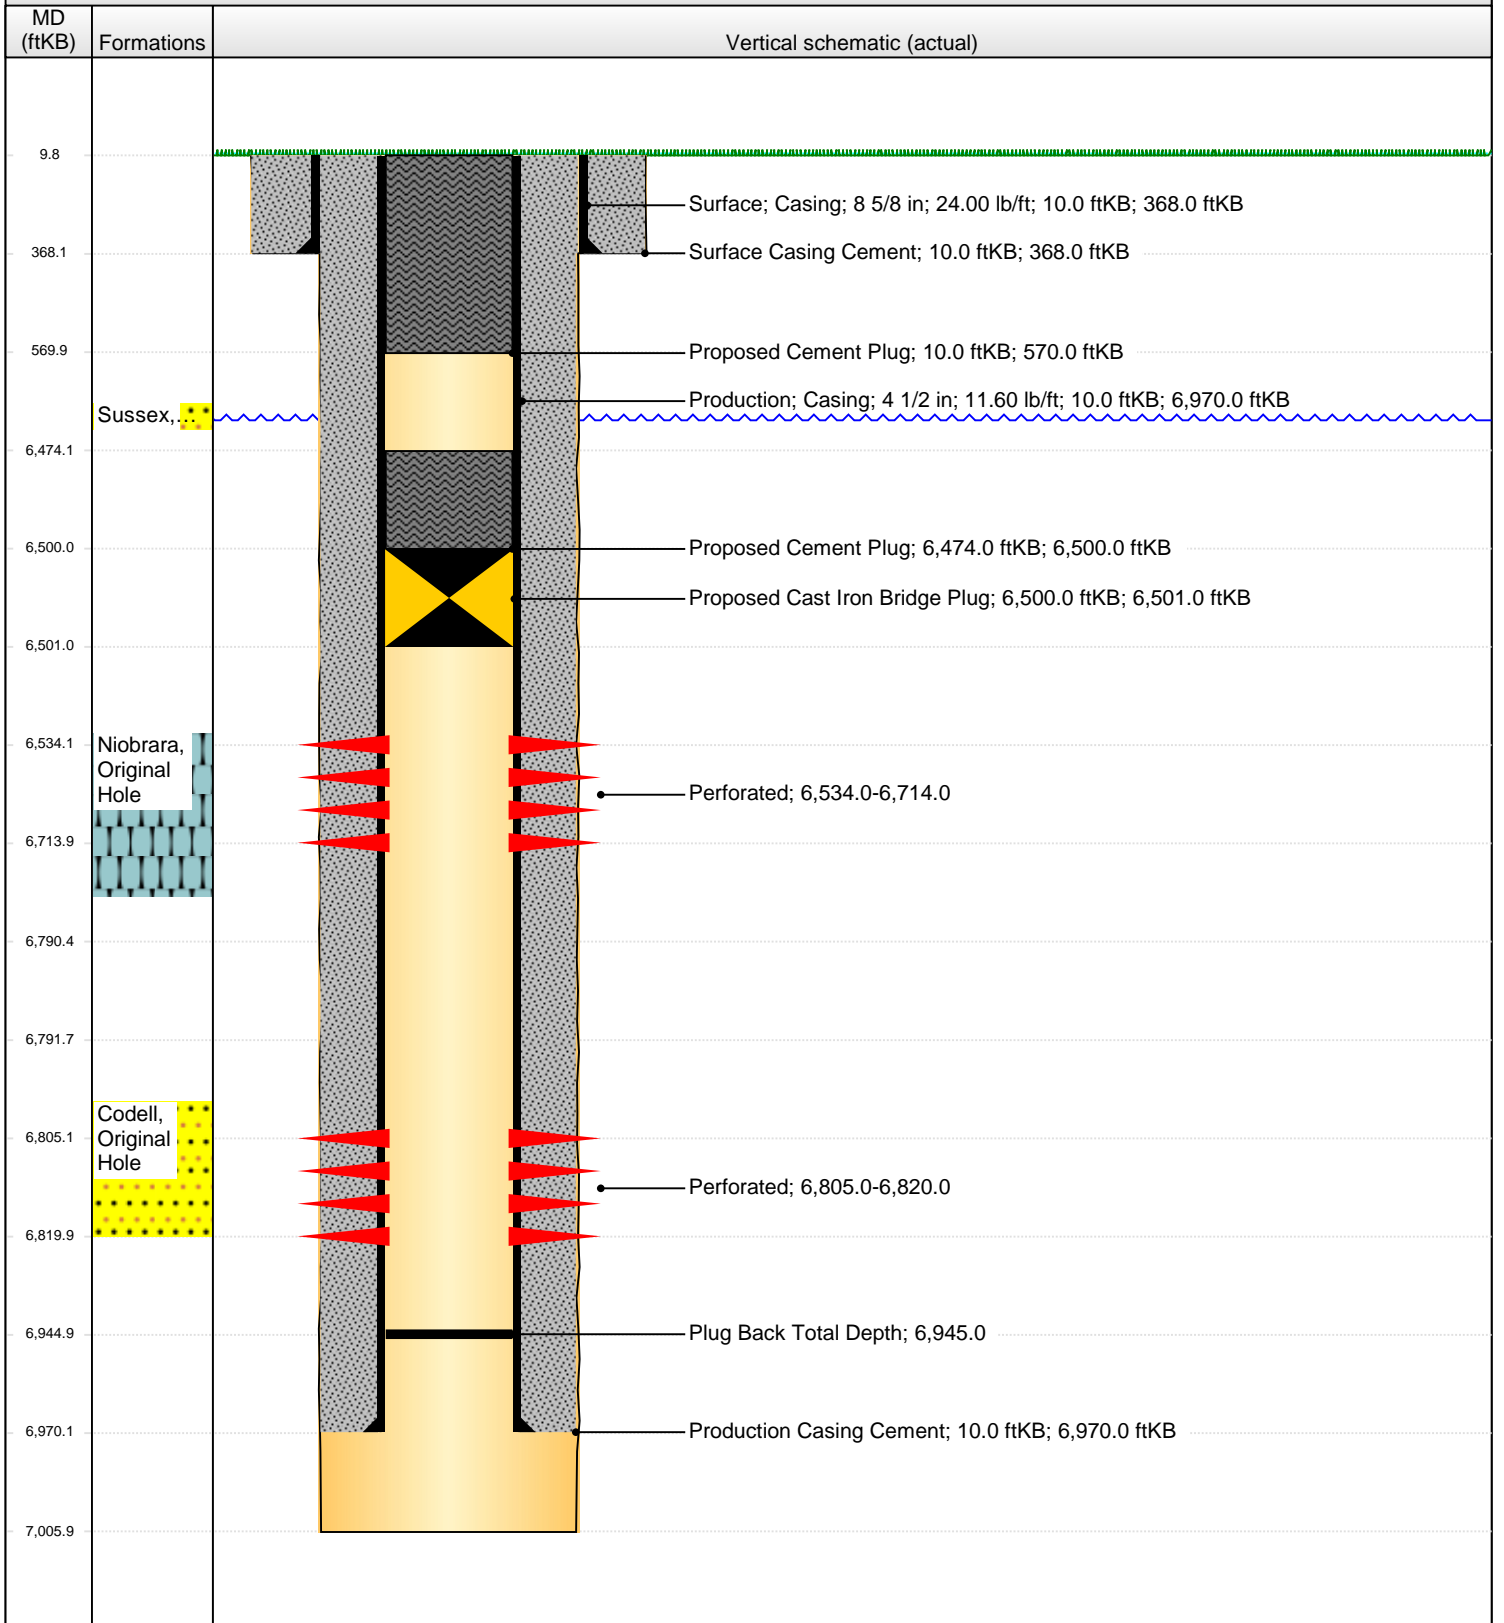 MD
(ftKB)
Formations
Vertical schematic (actual)
9.8
Surface; Casing; 8 5/8 in; 24.00 lb/ft; 10.0 ftKB; 368.0 ftKB
368.1
Surface Casing Cement; 10.0 ftKB; 368.0 ftKB
569.9
Proposed Cement Plug; 10.0 ftKB; 570.0 ftKB
Production; Casing; 4 1/2 in; 11.60 lb/ft; 10.0 ftKB; 6,970.0 ftKB
Sussex,...
6,474.1
6,500.0
Proposed Cement Plug; 6,474.0 ftKB; 6,500.0 ftKB
Proposed Cast Iron Bridge Plug; 6,500.0 ftKB; 6,501.0 ftKB
6,501.0
6,534.1
Niobrara,
Original
Hole
Perforated; 6,534.0-6,714.0
6,713.9
6,790.4
6,791.7
Codell,
Original
Hole
6,805.1
Perforated; 6,805.0-6,820.0
6,819.9
6,944.9
Plug Back Total Depth; 6,945.0
6,970.1
Production Casing Cement; 10.0 ftKB; 6,970.0 ftKB
7,005.9